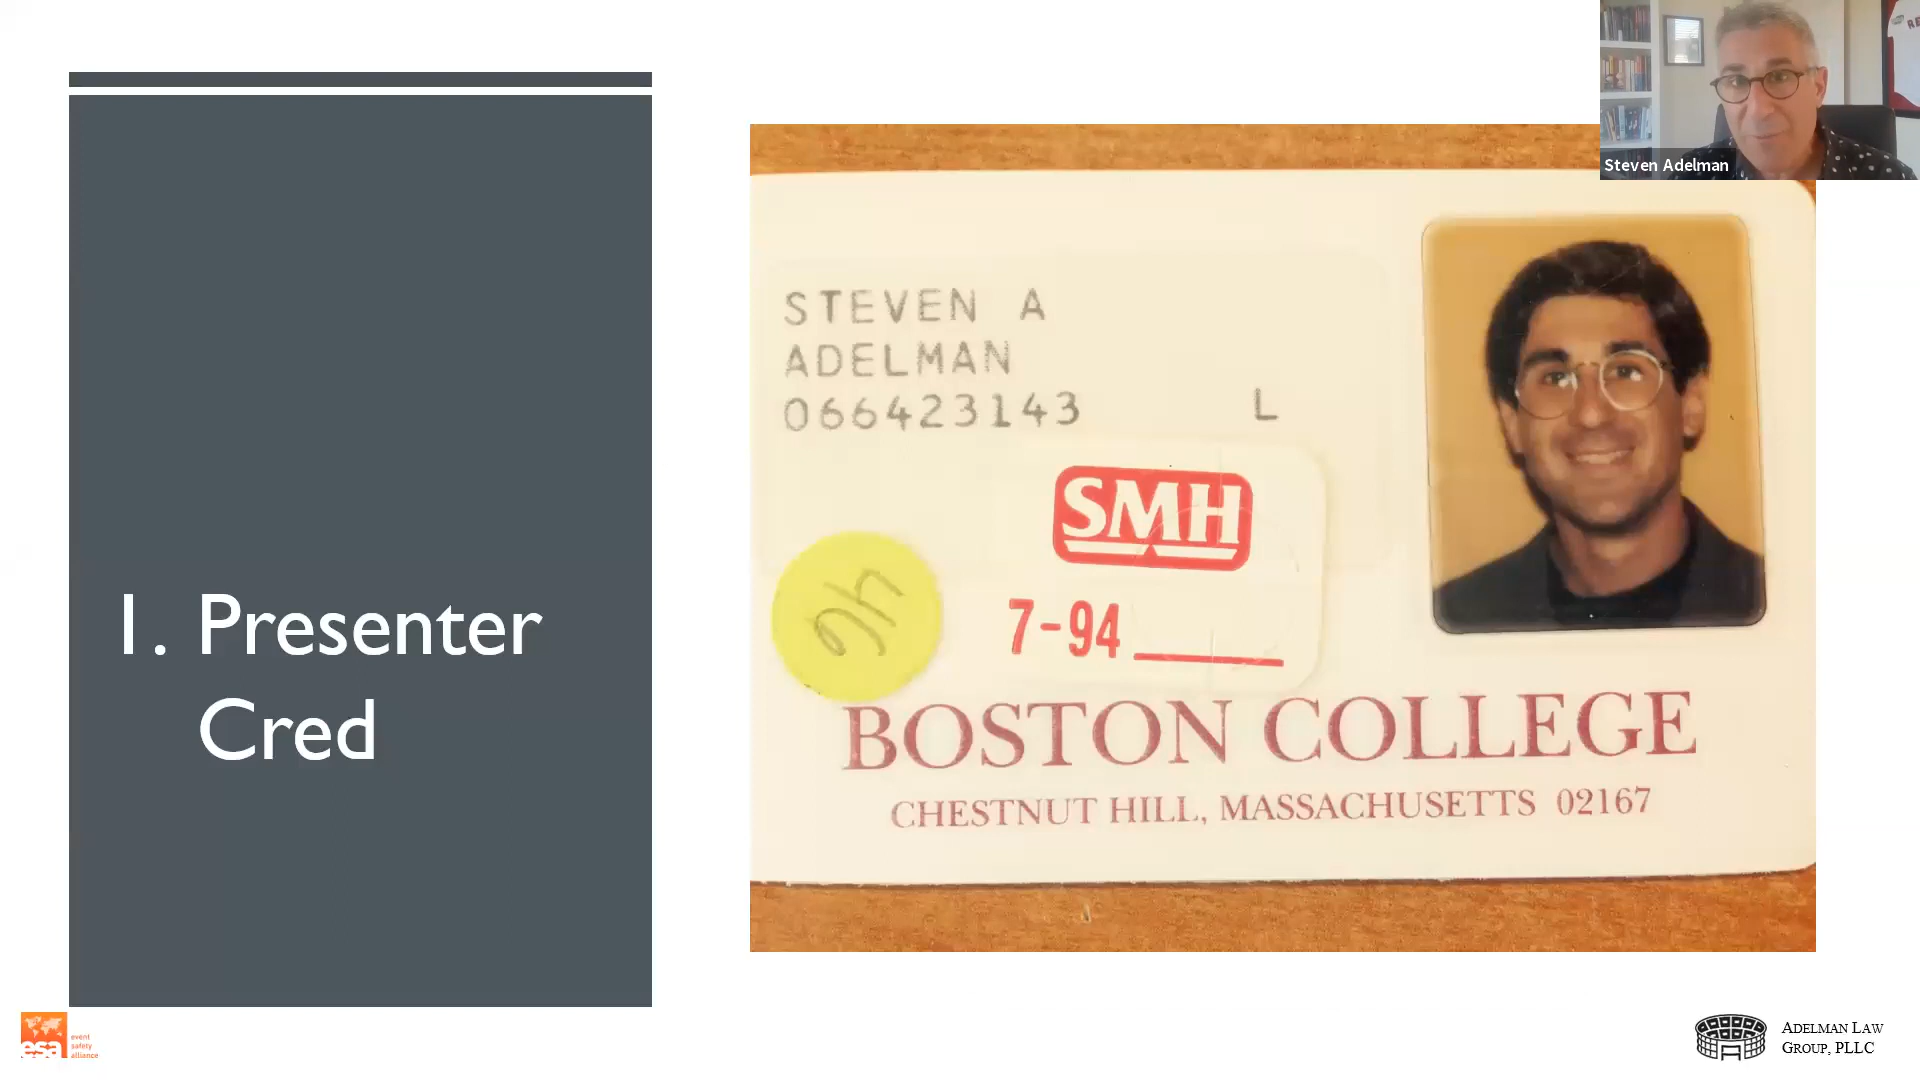 Steven Adelman
1. Presenter
Cred
STEVEN A
ADELMAN
066423143 L
SMH
7-94
BOSTON COLLEGE
CHESTNUT HILL, MASSACHUSETTS 02167
esa
event
safety
alliance
ADELMAN LAW
GROUP, PLLC